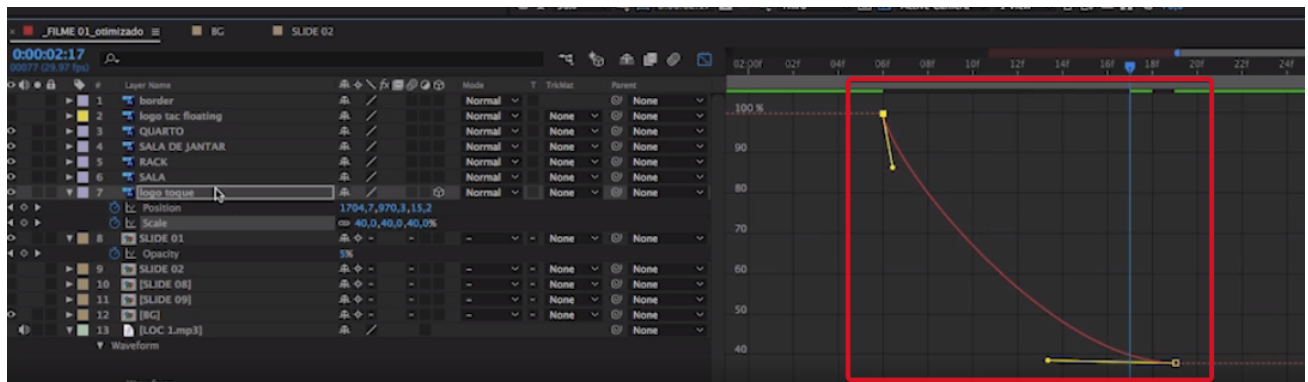 _FILME 01_otimizado BG SLIDE 02
0:00:02:17
00077 (29.97 fps)
02:00f 02f 04f 06f 08f 10f 12f 14f 16f 18f 20f 22f 24f
# Layer Name Mode T TrkMat Parent
1 border Normal None
2 logo tac floating Normal None None
3 QUARTO Normal None None
4 SALA DE JANTAR Normal None None
5 RACK Normal None None
6 SALA Normal None None
7 logo toque Normal None None
Position 1704,7,970,3,15,2
Scale 40,0,40,0,40,0%
8 SLIDE 01 - None None
Opacity 5%
9 SLIDE 02 - None None
10 [SLIDE 08] - None None
11 [SLIDE 09] - None None
12 [BG] - None None
13 [LOC 1.mp3] None
Waveform
100 %
90
80
70
60
50
40